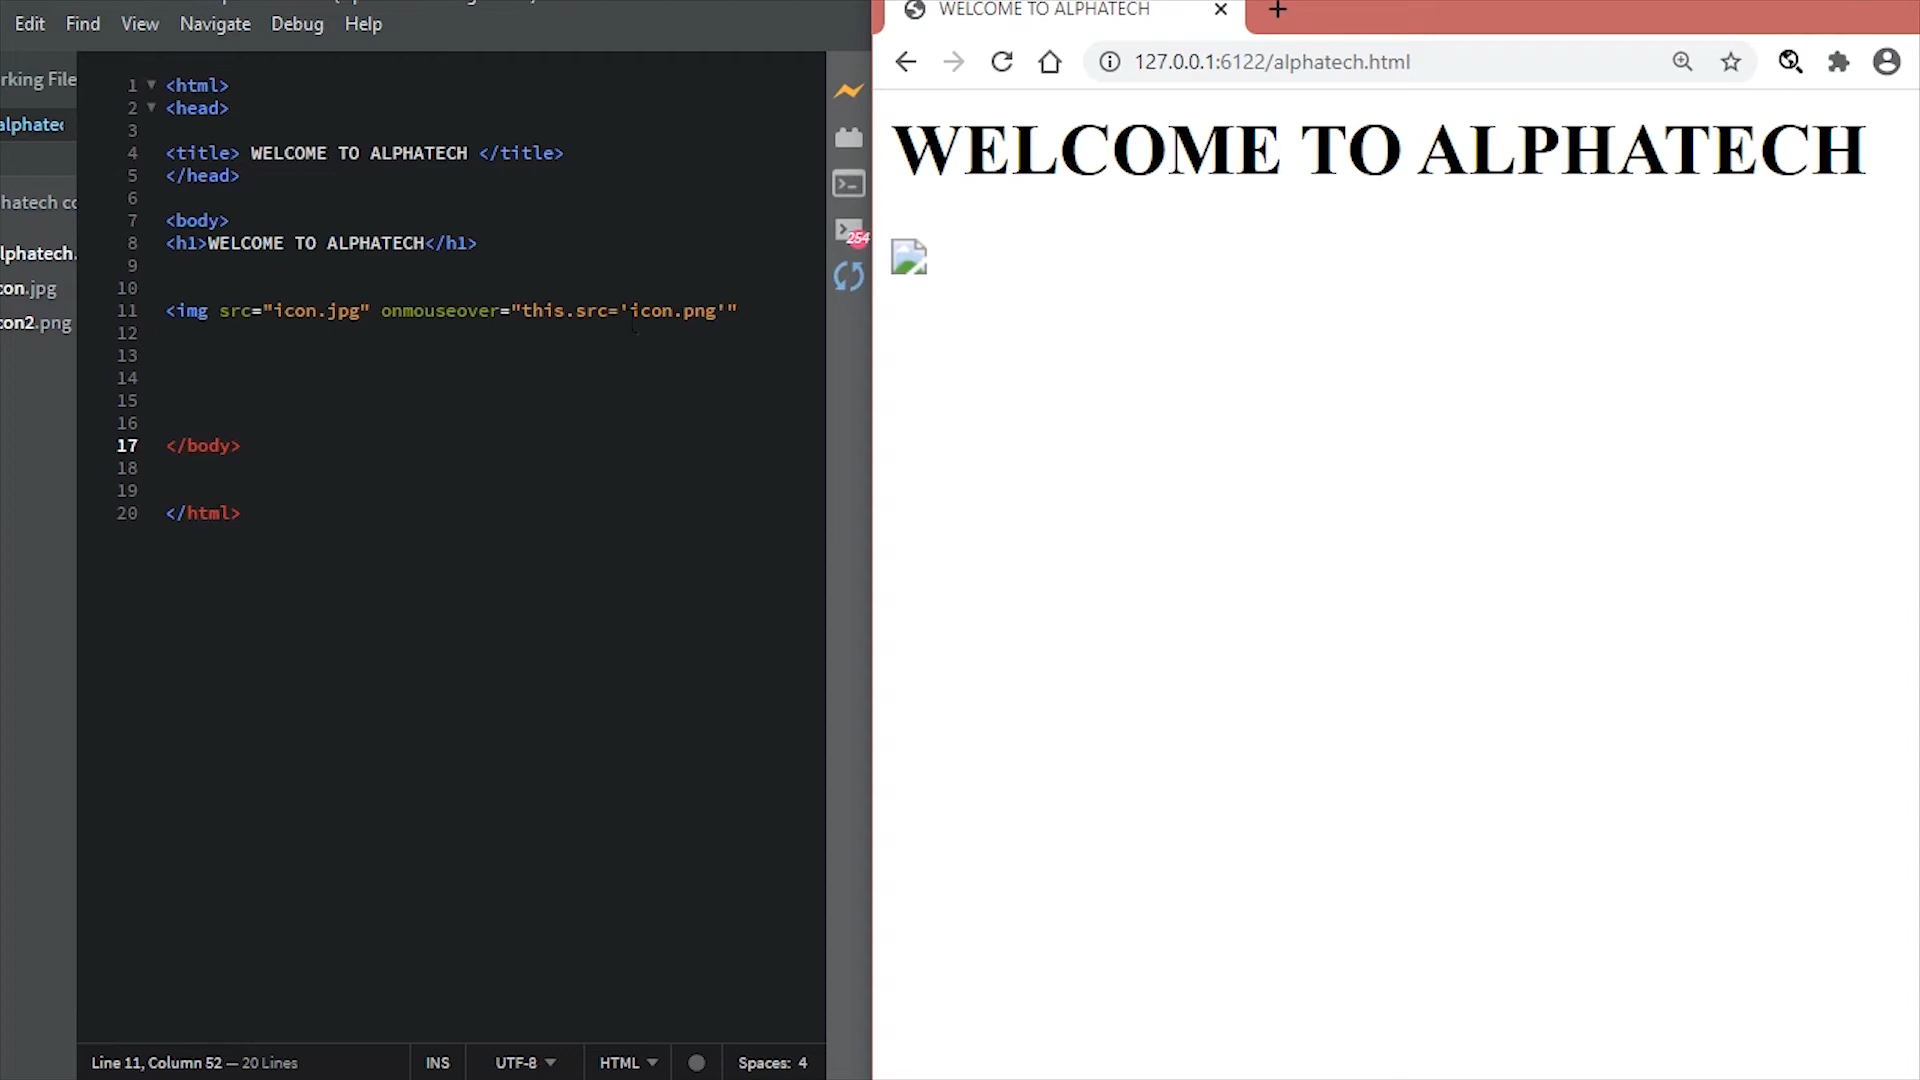 Edit Find View Navigate Debug Help
rking File
alphatec
hatech co
lphatech.
con.jpg
con2.png
1 <html>
2 <head>
3
4 <title> WELCOME TO ALPHATECH </title>
5 </head>
6
7 <body>
8 <h1>WELCOME TO ALPHATECH</h1>
9
10
11 <img src="icon.jpg" onmouseover="this.src='icon.png'"
12
13
14
15
16
17 </body>
18
19
20 </html>
254
Line 11, Column 52 — 20 Lines INS UTF-8 HTML Spaces: 4
WELCOME TO ALPHATECH
127.0.0.1:6122/alphatech.html
WELCOME TO ALPHATECH